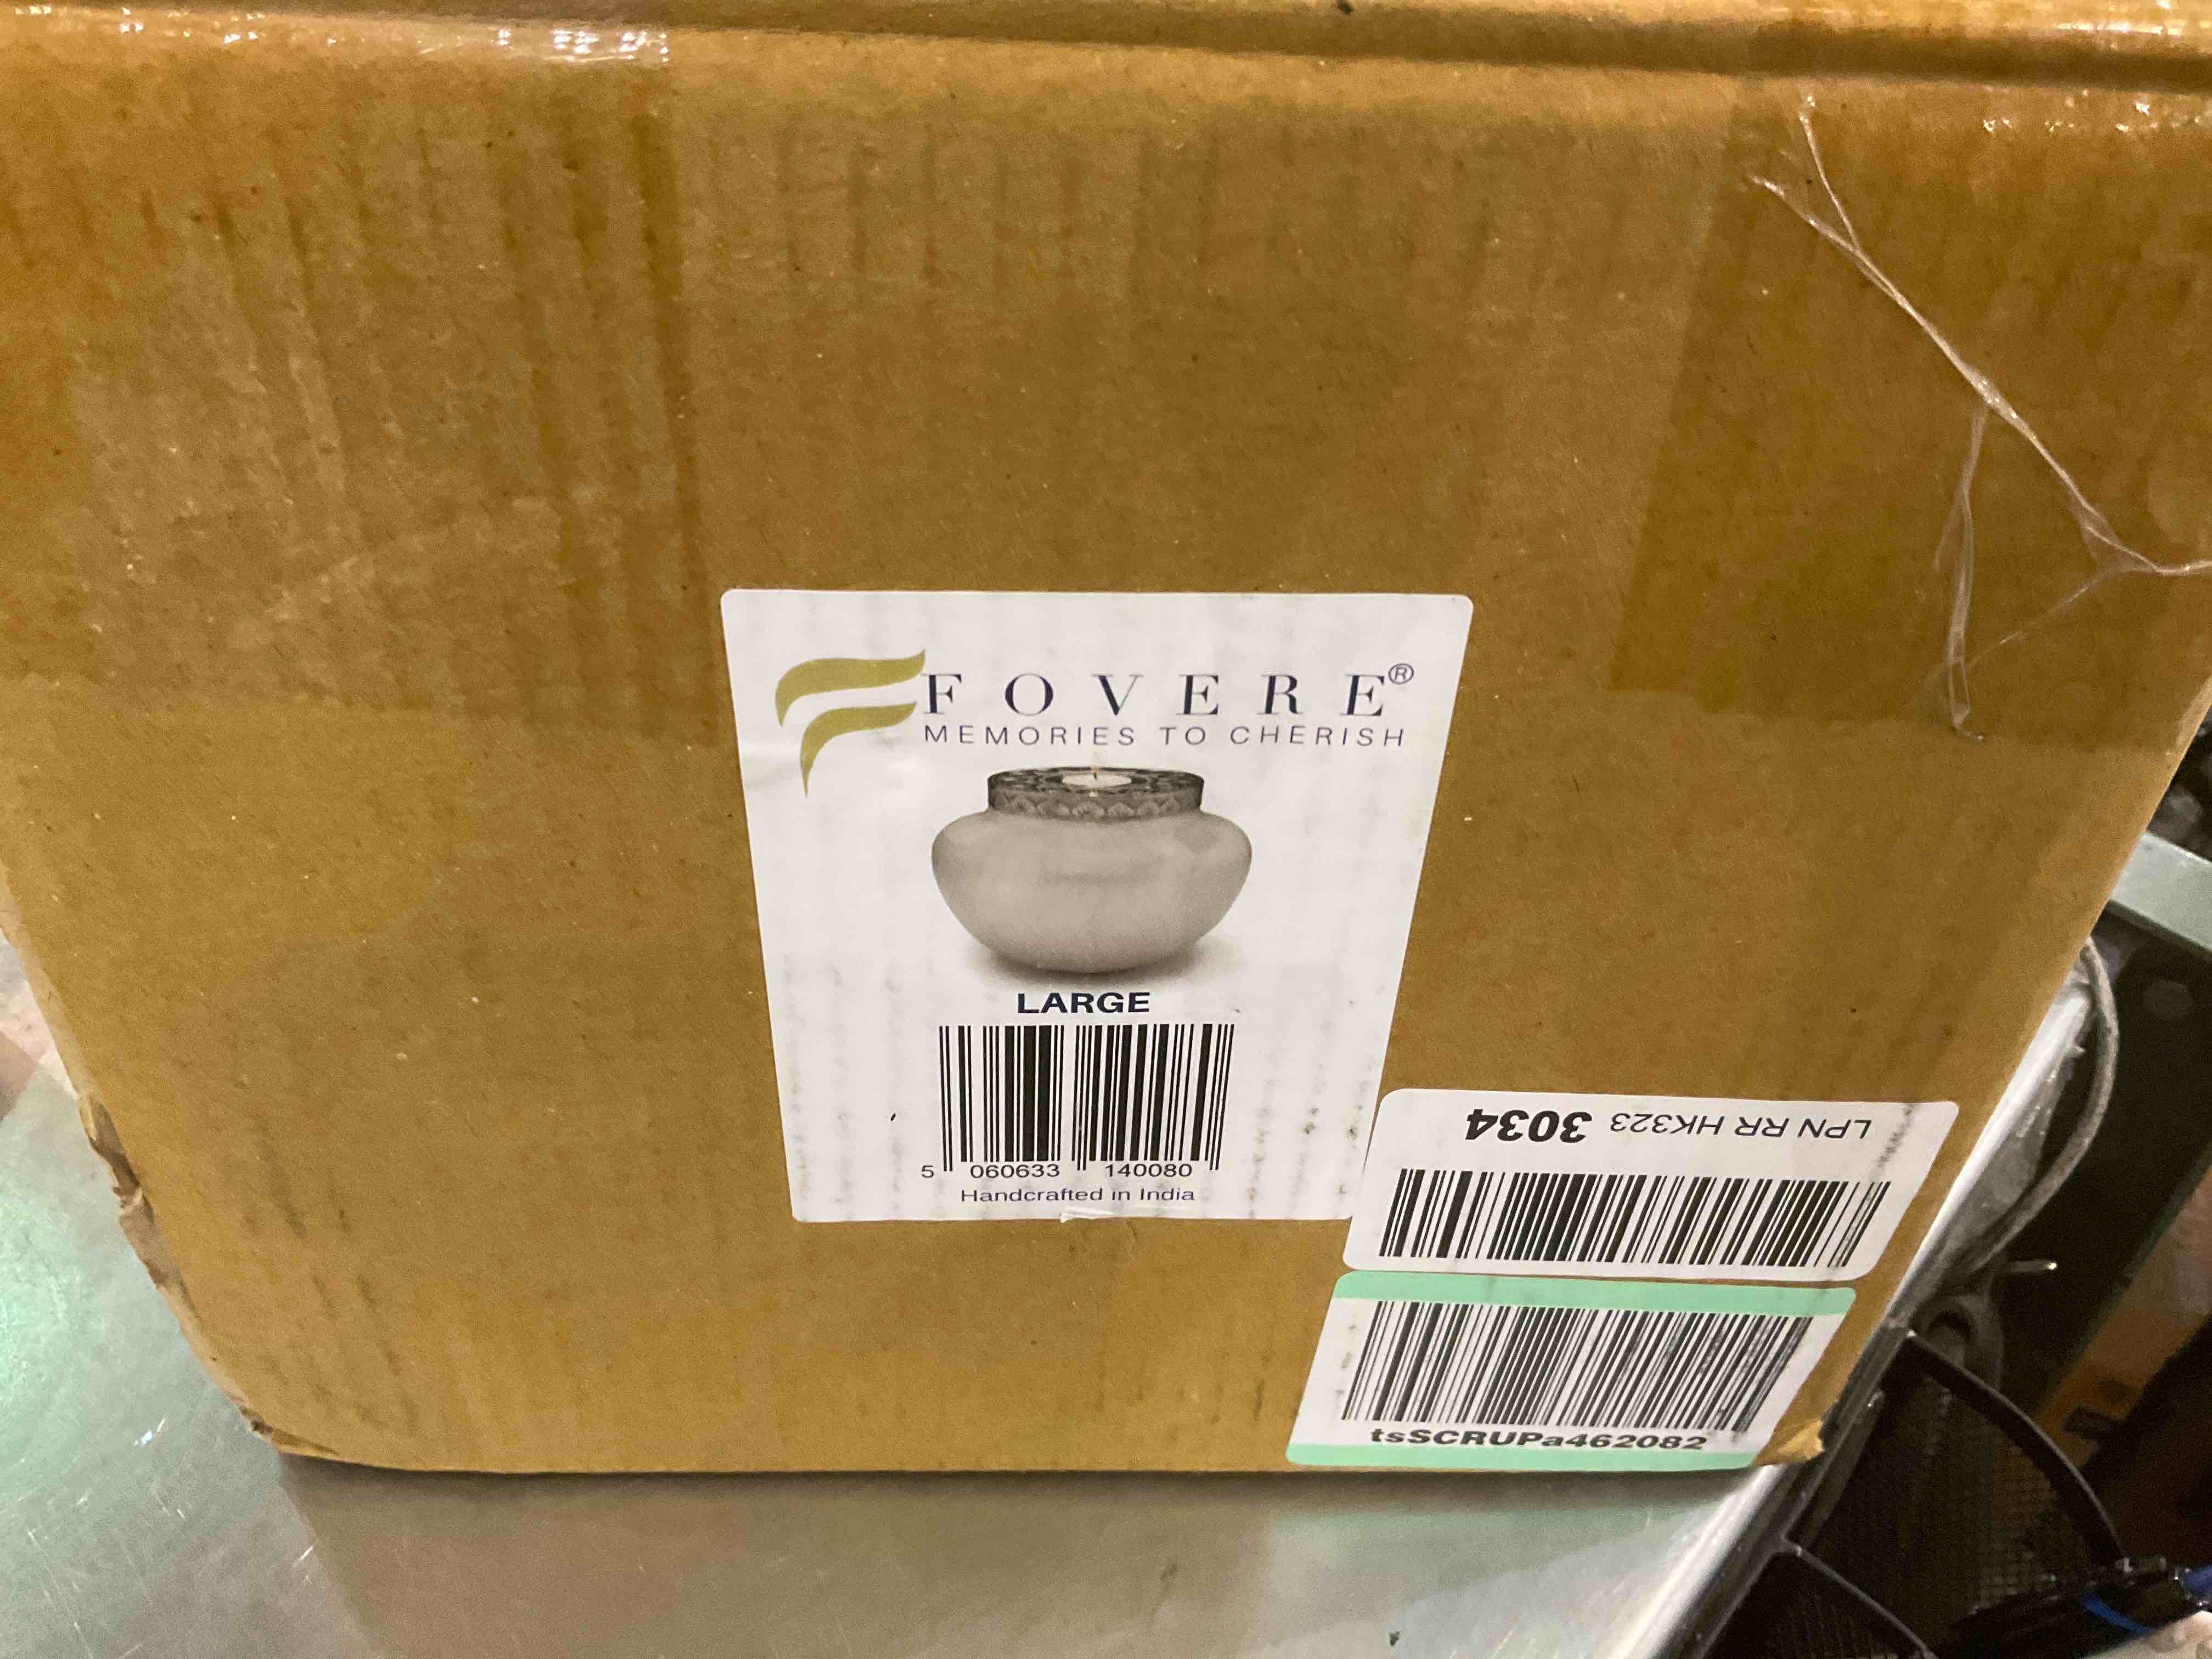 FOVERE®
MEMORIES TO CHERISH
LARGE
5 060633 140080
Handcrafted in India
LPN RR HK323 3034
tsSCRUPa462082